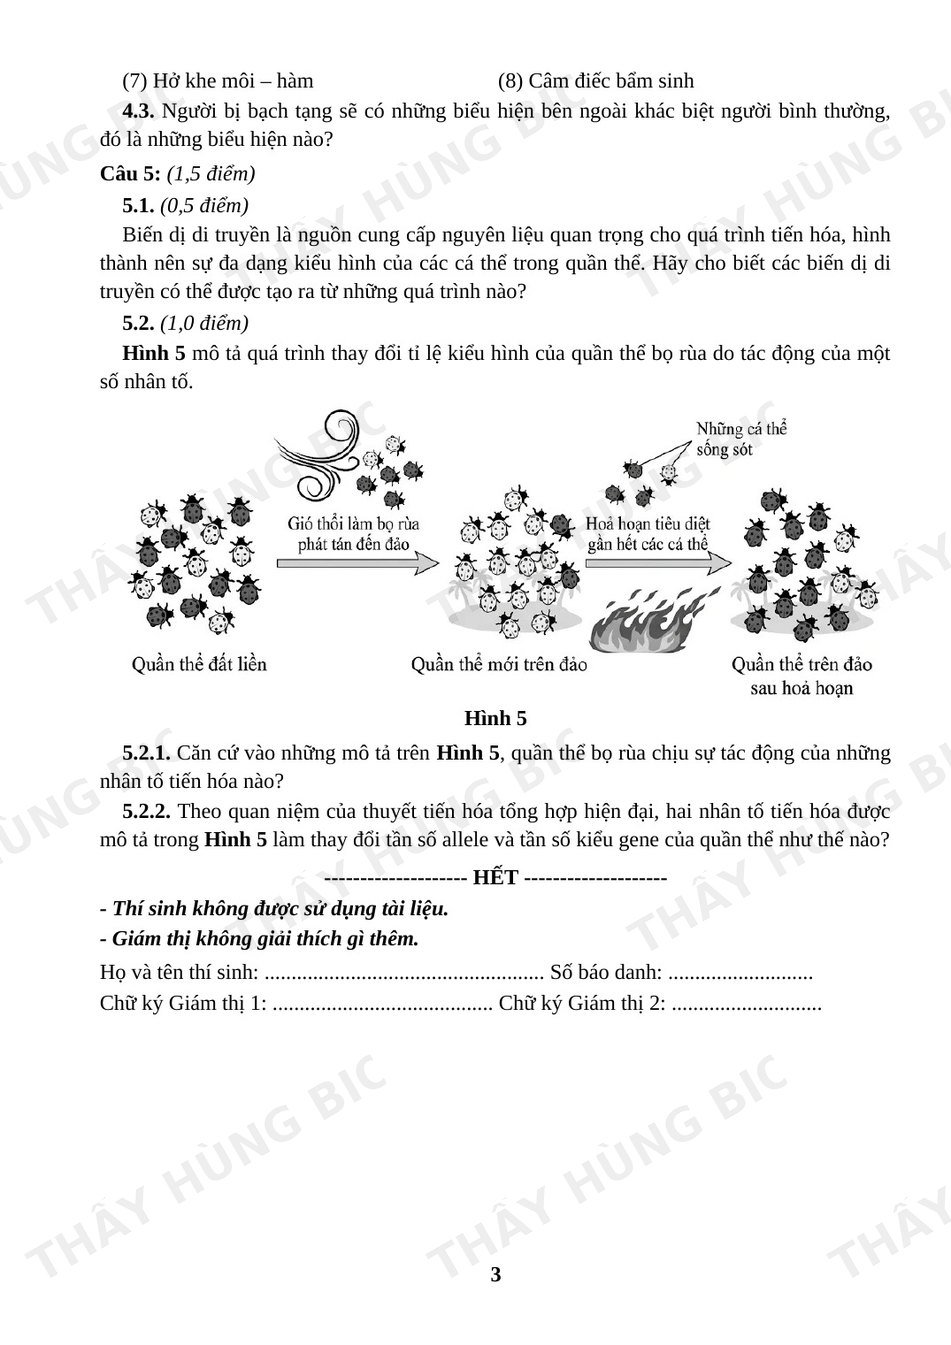 (7) Hở khe môi – hàm (8) Câm điếc bẩm sinh
4.3. Người bị bạch tạng sẽ có những biểu hiện bên ngoài khác biệt người bình thường,
đó là những biểu hiện nào?
Câu 5: (1,5 điểm)
5.1. (0,5 điểm)
Biến dị di truyền là nguồn cung cấp nguyên liệu quan trọng cho quá trình tiến hóa, hình
thành nên sự đa dạng kiểu hình của các cá thể trong quần thể. Hãy cho biết các biến dị di
truyền có thể được tạo ra từ những quá trình nào?
5.2. (1,0 điểm)
Hình 5 mô tả quá trình thay đổi tỉ lệ kiểu hình của quần thể bọ rùa do tác động của một
số nhân tố.
Những cá thể
sống sót
Gió thổi làm bọ rùa
phát tán đến đảo
Hoả hoạn tiêu diệt
gần hết các cá thể
Quần thể đất liền
Quần thể mới trên đảo
Quần thể trên đảo
sau hoả hoạn
Hình 5
5.2.1. Căn cứ vào những mô tả trên Hình 5, quần thể bọ rùa chịu sự tác động của những
nhân tố tiến hóa nào?
5.2.2. Theo quan niệm của thuyết tiến hóa tổng hợp hiện đại, hai nhân tố tiến hóa được
mô tả trong Hình 5 làm thay đổi tần số allele và tần số kiểu gene của quần thể như thế nào?
-------------------- HẾT --------------------
- Thí sinh không được sử dụng tài liệu.
- Giám thị không giải thích gì thêm.
Họ và tên thí sinh: .................................................... Số báo danh: ...........................
Chữ ký Giám thị 1: ......................................... Chữ ký Giám thị 2: ............................
3
THẦY HÙNG BIC